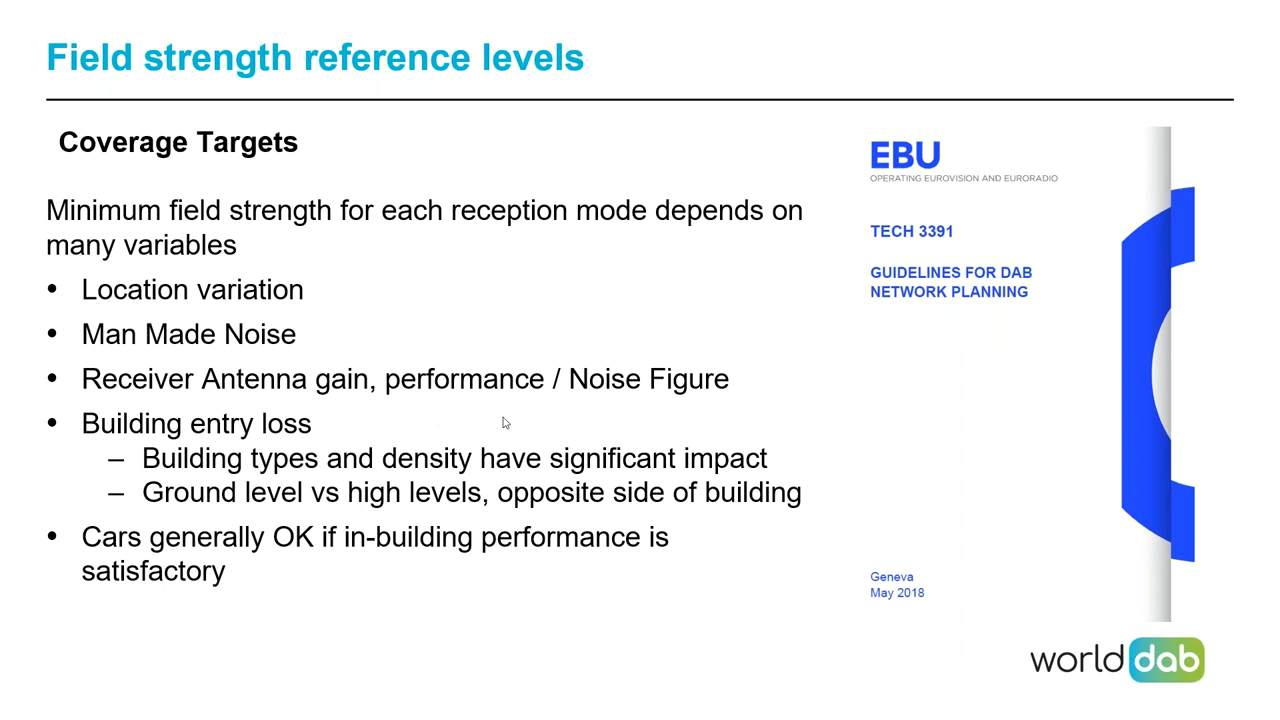 Field strength reference levels
Coverage Targets
Minimum field strength for each reception mode depends on
many variables
• Location variation
• Man Made Noise
• Receiver Antenna gain, performance / Noise Figure
• Building entry loss
– Building types and density have significant impact
– Ground level vs high levels, opposite side of building
• Cars generally OK if in-building performance is
satisfactory
EBU
OPERATING EUROVISION AND EURORADIO
TECH 3391
GUIDELINES FOR DAB
NETWORK PLANNING
Geneva
May 2018
world dab